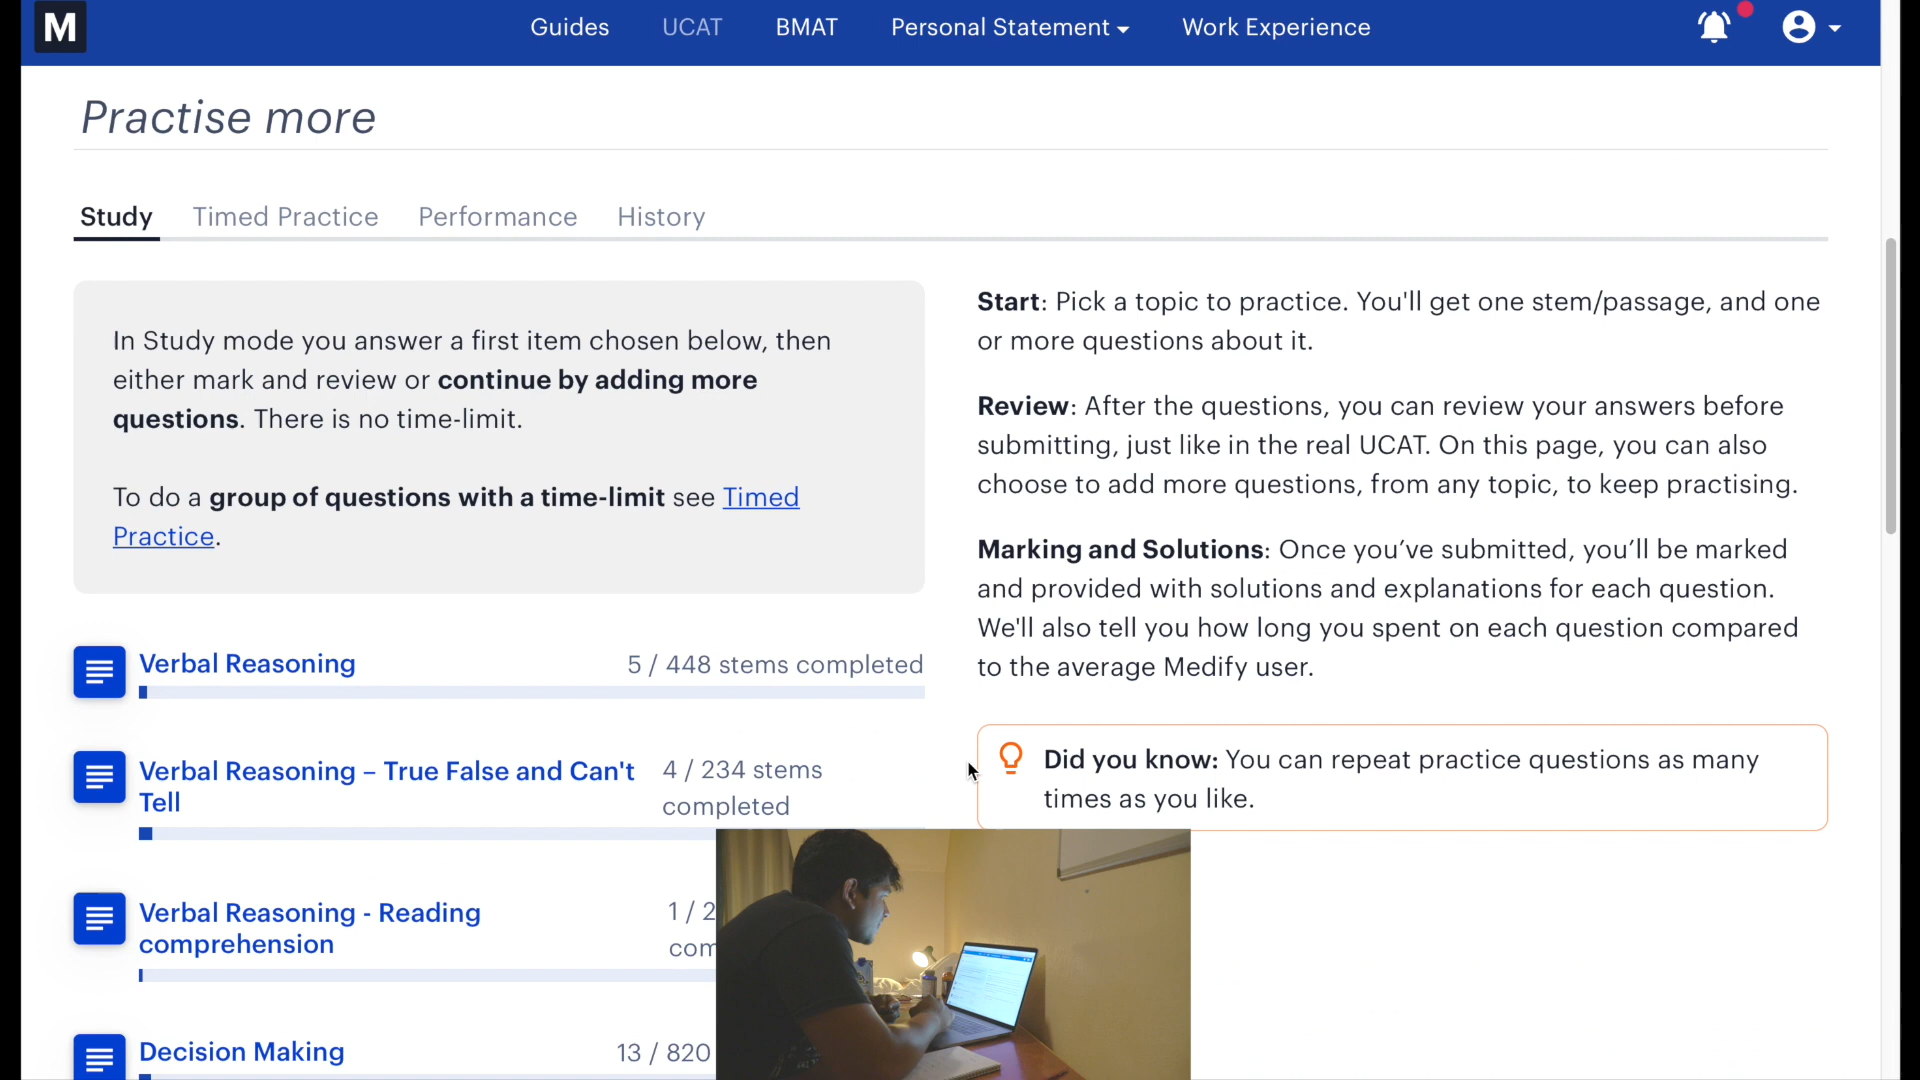 M
Guides
UCAT
BMAT
Personal Statement
Work Experience
Practise more
Study
Timed Practice
Performance
History
In Study mode you answer a first item chosen below, then
either mark and review or continue by adding more
questions. There is no time-limit.
To do a group of questions with a time-limit see Timed
Practice.
Start: Pick a topic to practice. You'll get one stem/passage, and one
or more questions about it.
Review: After the questions, you can review your answers before
submitting, just like in the real UCAT. On this page, you can also
choose to add more questions, from any topic, to keep practising.
Marking and Solutions: Once you’ve submitted, you’ll be marked
and provided with solutions and explanations for each question.
We'll also tell you how long you spent on each question compared
to the average Medify user.
Did you know: You can repeat practice questions as many
times as you like.
Verbal Reasoning
5 / 448 stems completed
Verbal Reasoning – True False and Can't
Tell
4 / 234 stems
completed
Verbal Reasoning - Reading
comprehension
1 / 2
com
Decision Making
13 / 820